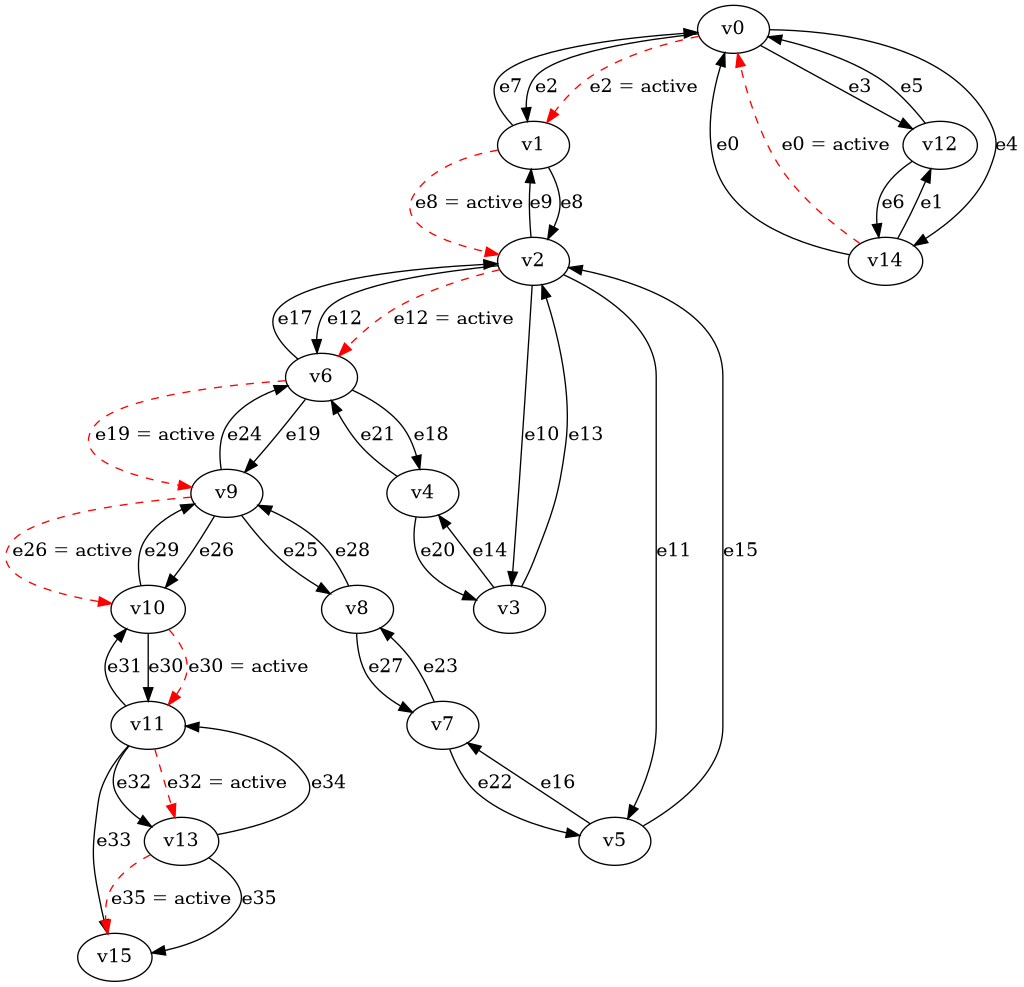 v0
e7 e2 e2 = active e3 e5
v1 e0 e0 = active v12 e4
e8 = active e9 e8 e6 e1
v2 v14
e17 e12 e12 = active
v6
e19 = active e24 e19 e21 e18 e10 e13
v9 v4
e26 = active e29 e26 e25 e28 e20 e14 e11 e15
v10 v8 v3
e31 e30 e30 = active e27 e23
v11 v7
e32 e32 = active e34 e22 e16
e33 v13 v5
e35 = active e35
v15